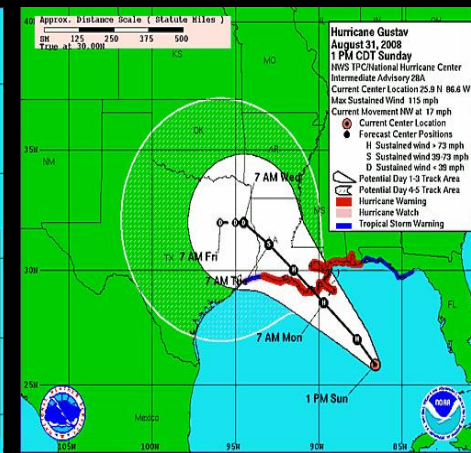 Approx. Distance Scale ( Statute Miles )
SM 125 250 375 500
True at 30.00N
Hurricane Gustav
August 31, 2008
1 PM CDT Sunday
NWS TPC/National Hurricane Center
Intermediate Advisory 28A
Current Center Location 25.9 N 86.6 W
Max Sustained Wind 115 mph
Current Movement NW at 17 mph
Current Center Location
Forecast Center Positions
H Sustained wind > 73 mph
S Sustained wind 39-73 mph
D Sustained wind < 39 mph
Potential Day 1-3 Track Area
Potential Day 4-5 Track Area
Hurricane Warning
Hurricane Watch
Tropical Storm Warning
KS
MO
NM
OK
AR
35N
7 AM Wed
MS
TX
LA
7 AM Fri
7 AM Thu
30N
7 AM Mon
FL
1 PM Sun
25N
Mexico
NOAA
105W 100W 95W 90W 85W